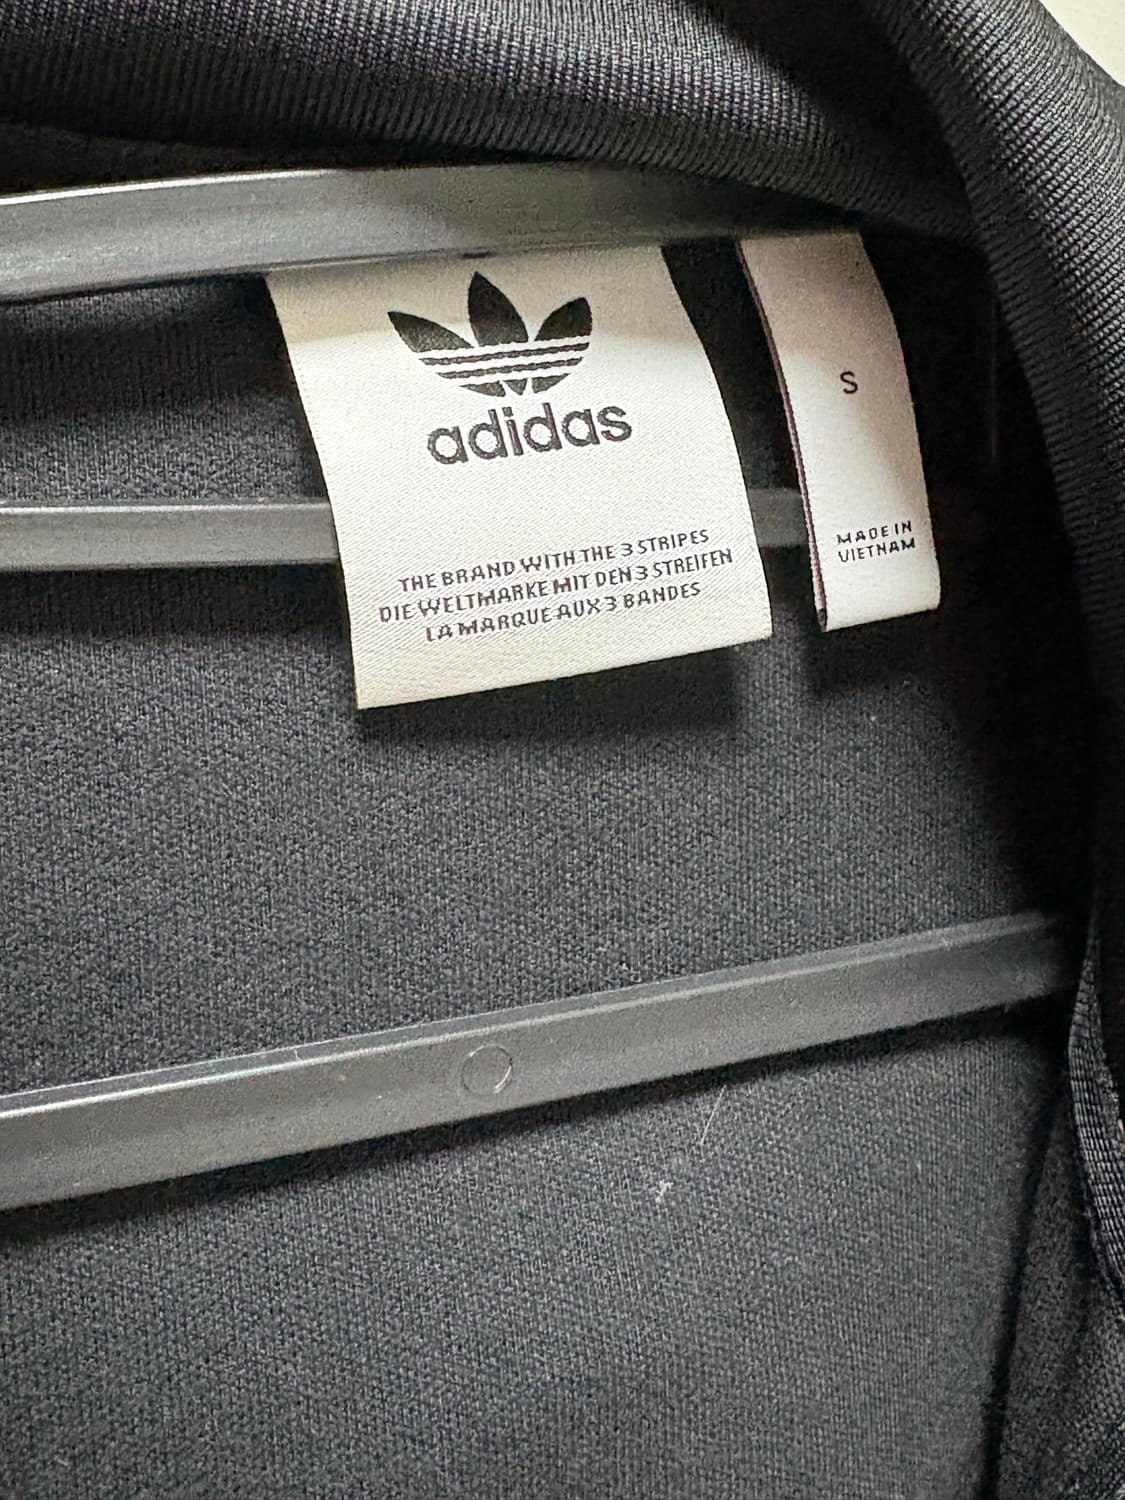 adidas
THE BRAND WITH THE 3 STRIPES
DIE WELTMARKE MIT DEN 3 STREIFEN
LA MARQUE AUX 3 BANDES
S
MADE IN
VIETNAM